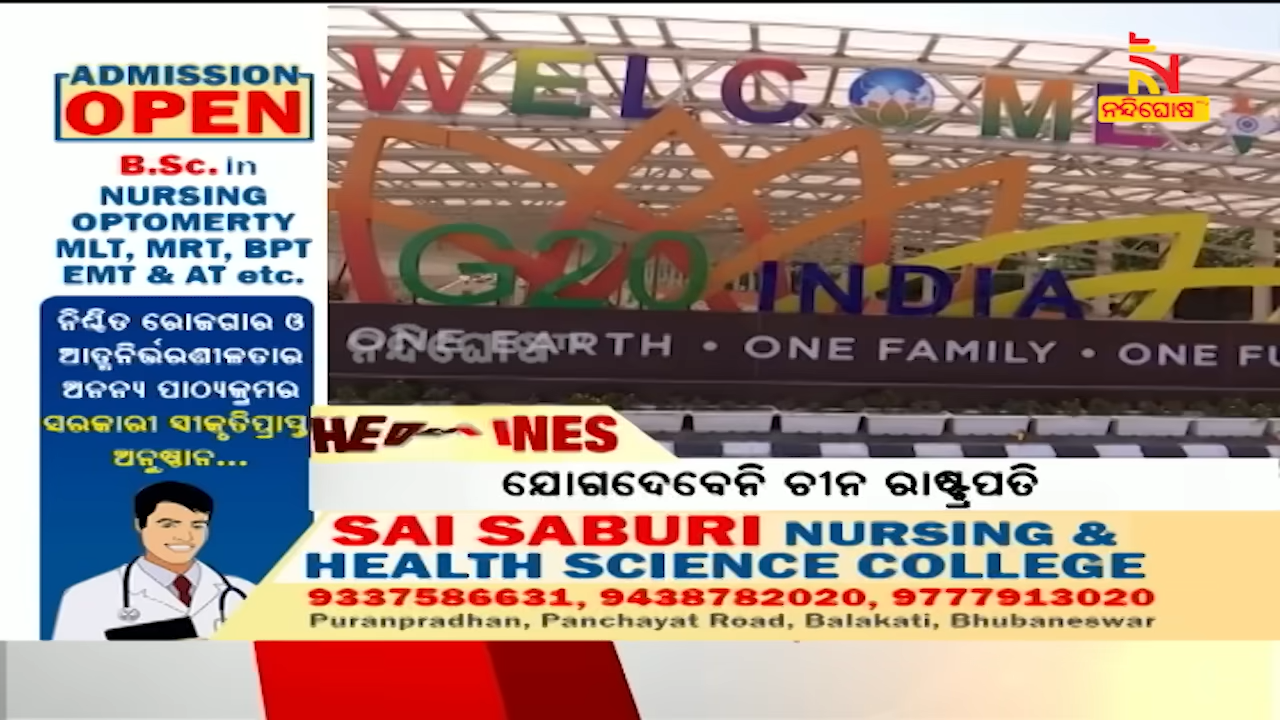 ADMISSION
OPEN
B.Sc. in
NURSING
OPTOMERTY
MLT, MRT, BPT
EMT & AT etc.
ନିଶ୍ଚିତ ରୋଜଗାର ଓ
ଆତ୍ମନିର୍ଭରଶୀଳତାର
ଅନନ୍ୟ ପାଠ୍ୟକ୍ରମର
ସରକାରୀ ସ୍ୱୀକୃତିପ୍ରାପ୍ତ
ଅନୁଷ୍ଠାନ...
WELCOME
ନନ୍ଦିଘୋଷ
G20 INDIA
ONE EARTH • ONE FAMILY • ONE
ନନ୍ଦିଘୋଷ
ଯୋଗଦେବେନି ଚୀନ ରାଷ୍ଟ୍ରପତି
SAI SABURI NURSING &
HEALTH SCIENCE COLLEGE
9337586631, 9438782020, 9777913020
Puranpradhan, Panchayat Road, Balakati, Bhubaneswar